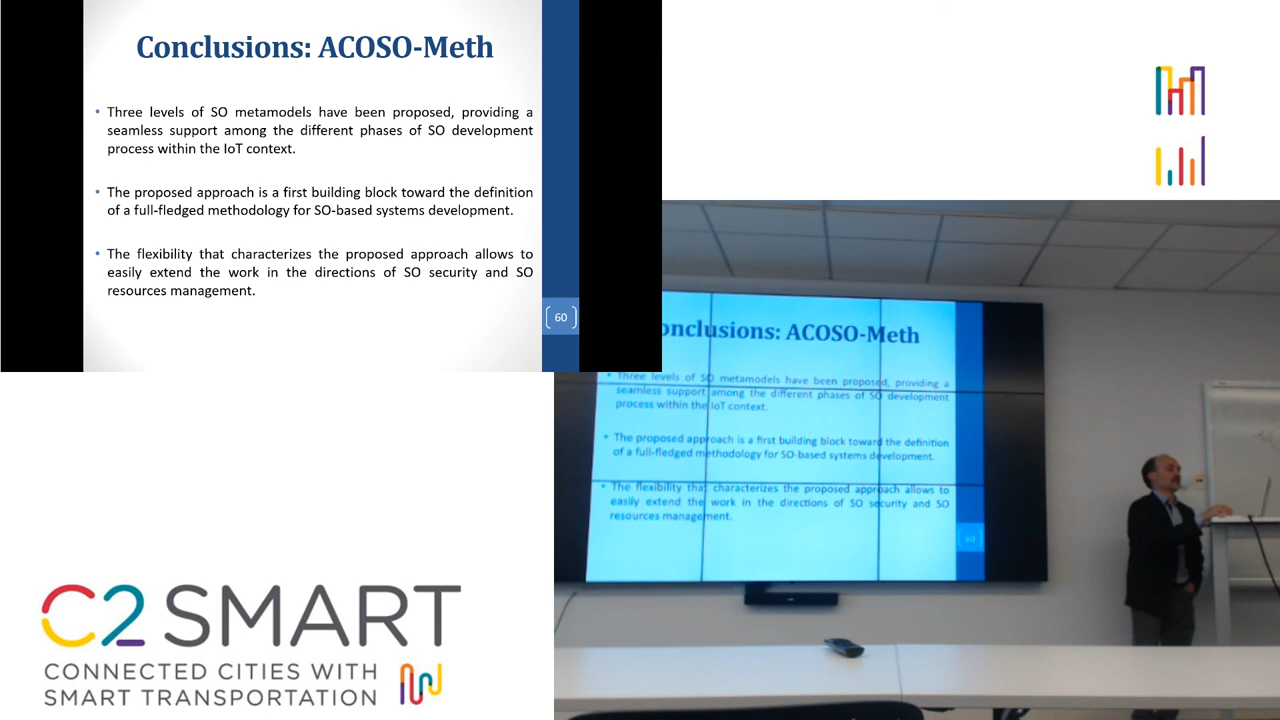 Conclusions: ACOSO-Meth
• Three levels of SO metamodels have been proposed, providing a
seamless support among the different phases of SO development
process within the IoT context.
• The proposed approach is a first building block toward the definition
of a full-fledged methodology for SO-based systems development.
• The flexibility that characterizes the proposed approach allows to
easily extend the work in the directions of SO security and SO
resources management.
60
onclusions: ACOSO-Meth
• Three levels of SO metamodels have been proposed, providing a
seamless support among the different phases of SO development
process within the IoT context.
• The proposed approach is a first building block toward the definition
of a full-fledged methodology for SO-based systems development.
• The flexibility that characterizes the proposed approach allows to
easily extend the work in the directions of SO security and SO
resources management.
60
C2SMART
CONNECTED CITIES WITH
SMART TRANSPORTATION